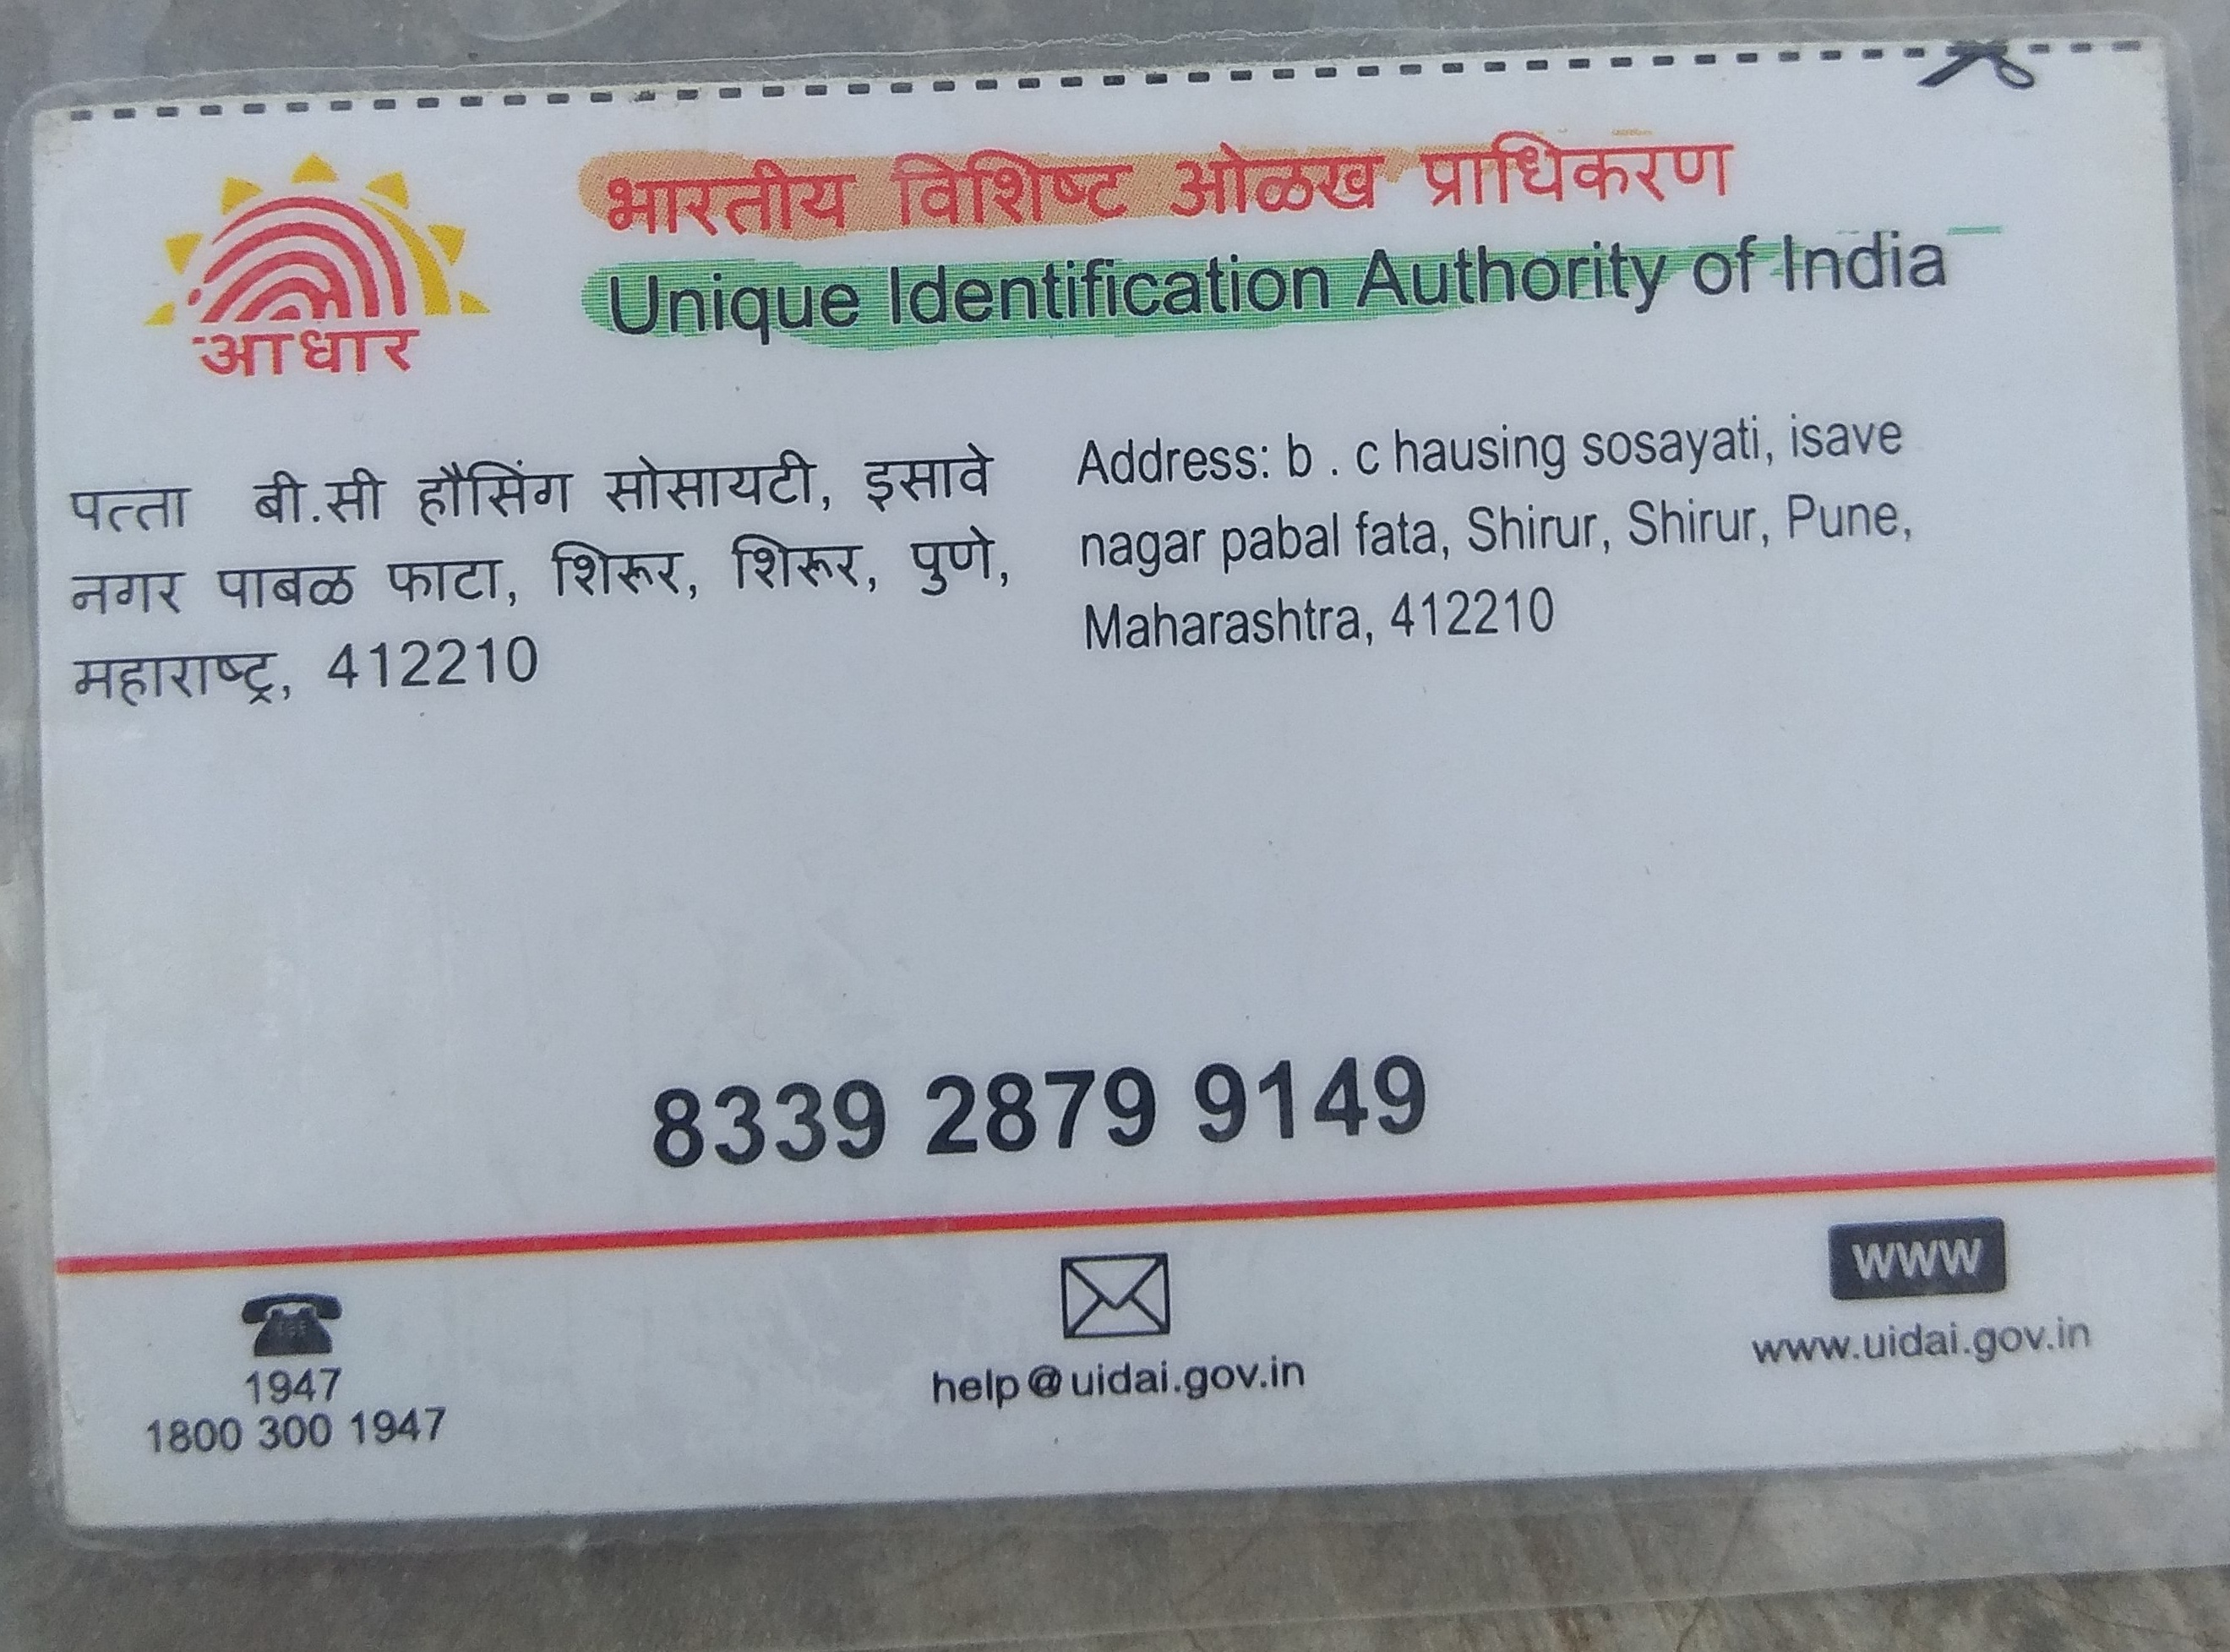 आधार
भारतीय विशिष्ट ओळख प्राधिकरण
Unique Identification Authority of India
पत्ता बी.सी हौसिंग सोसायटी, इसावे
नगर पाबळ फाटा, शिरूर, शिरूर, पुणे,
महाराष्ट्र, 412210
Address: b . c hausing sosayati, isave
nagar pabal fata, Shirur, Shirur, Pune,
Maharashtra, 412210
8339 2879 9149
1947
1800 300 1947
help@uidai.gov.in
www
www.uidai.gov.in